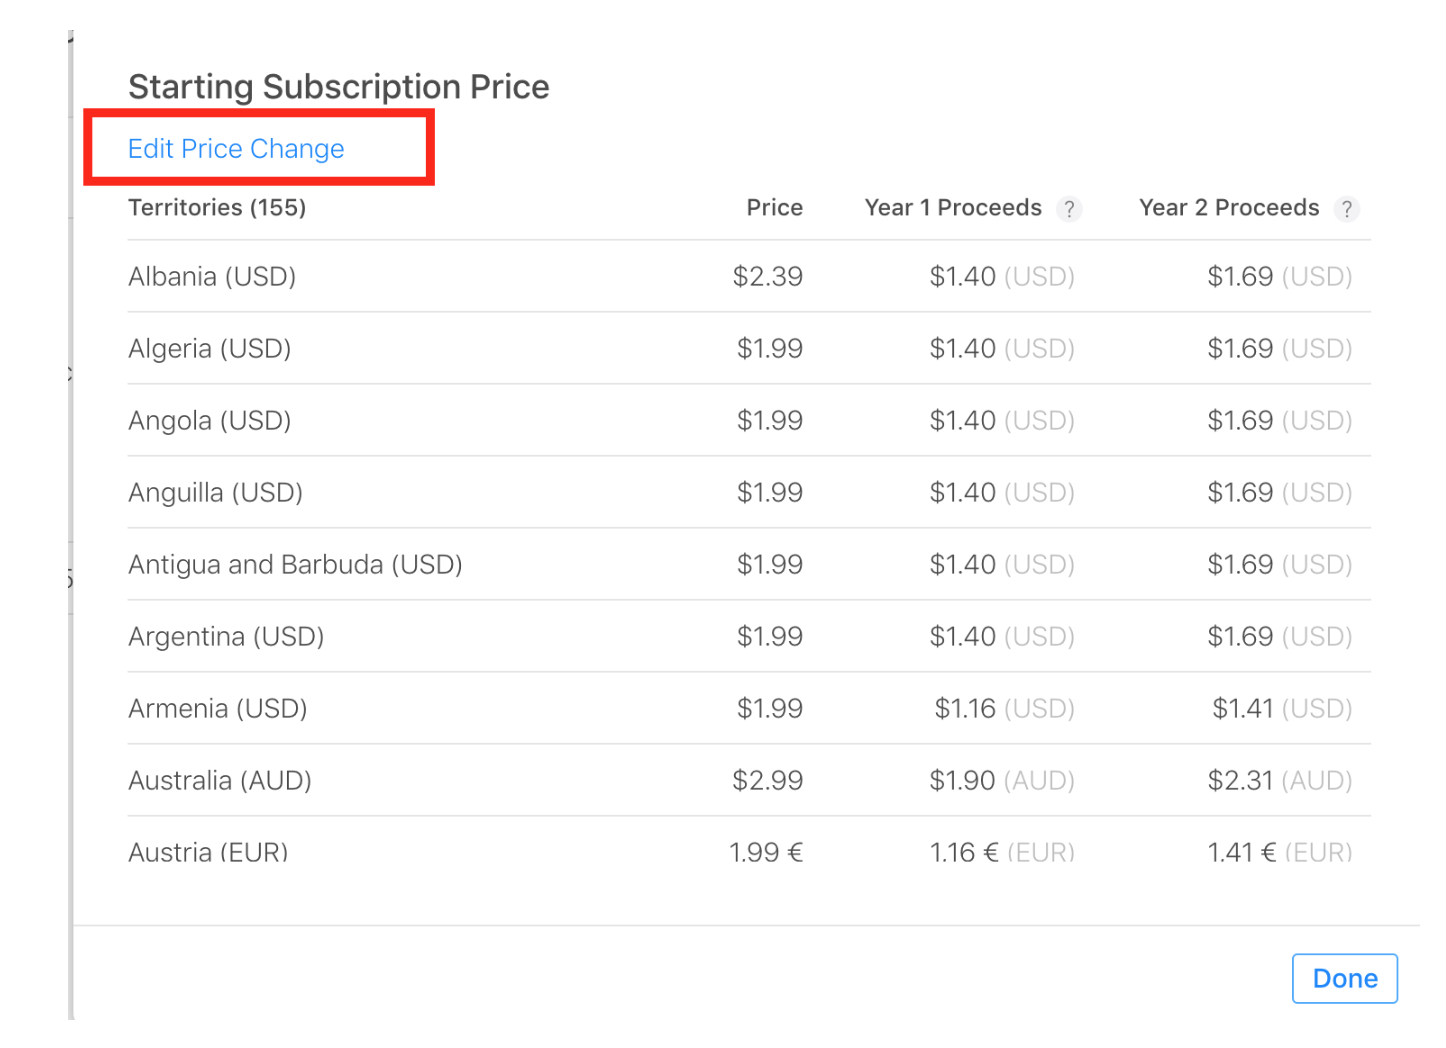 Starting Subscription Price
Edit Price Change
Territories (155) Price Year 1 Proceeds ? Year 2 Proceeds ?
Albania (USD) $2.39 $1.40 (USD) $1.69 (USD)
Algeria (USD) $1.99 $1.40 (USD) $1.69 (USD)
Angola (USD) $1.99 $1.40 (USD) $1.69 (USD)
Anguilla (USD) $1.99 $1.40 (USD) $1.69 (USD)
Antigua and Barbuda (USD) $1.99 $1.40 (USD) $1.69 (USD)
Argentina (USD) $1.99 $1.40 (USD) $1.69 (USD)
Armenia (USD) $1.99 $1.16 (USD) $1.41 (USD)
Australia (AUD) $2.99 $1.90 (AUD) $2.31 (AUD)
Austria (EUR) 1.99 € 1.16 € (EUR) 1.41 € (EUR)
Done